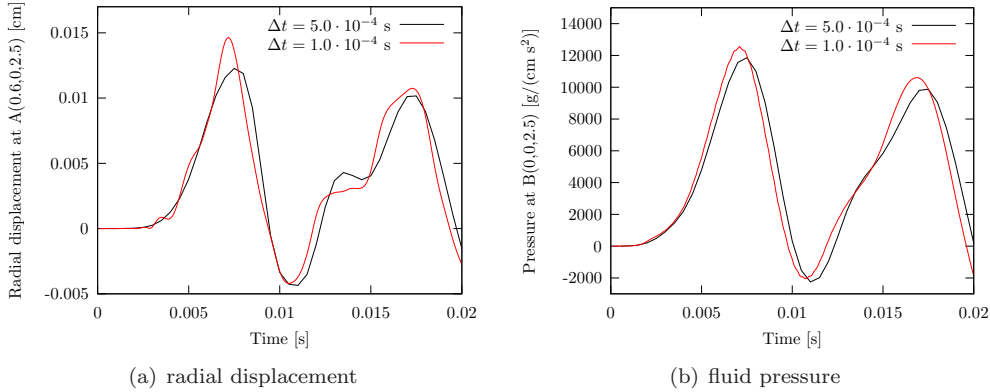 Radial displacement at A(0.6,0,2.5) [cm]
0.015
0.01
0.005
0
-0.005
Δt = 5.0 · 10⁻⁴ s
Δt = 1.0 · 10⁻⁴ s
0 0.005 0.01 0.015 0.02
Time [s]
(a) radial displacement
Pressure at B(0,0,2.5) [g/(cm s²)]
14000
12000
10000
8000
6000
4000
2000
0
-2000
Δt = 5.0 · 10⁻⁴ s
Δt = 1.0 · 10⁻⁴ s
0 0.005 0.01 0.015 0.02
Time [s]
(b) fluid pressure